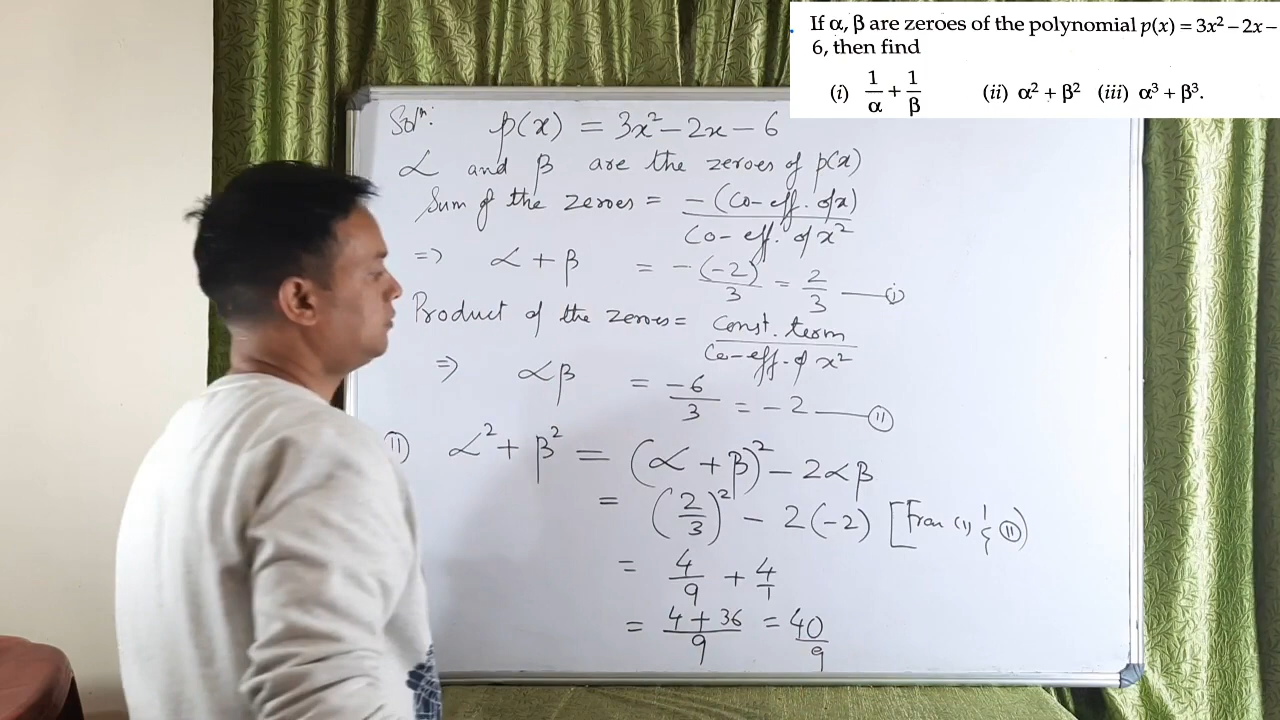 If α, β are zeroes of the polynomial p(x) = 3x² – 2x –
6, then find
(i) 1/α + 1/β (ii) α² + β² (iii) α³ + β³.
Solⁿ: p(x) = 3x² – 2x – 6
α and β are the zeroes of p(x)
Sum of the zeroes = –(Co-eff. of x) / Co-eff. of x²
=> α + β = –(–2)/3 = 2/3 —(i)
Product of the zeroes = Const. term / Co-eff. of x²
=> αβ = –6/3 = –2 —(II)
(II) α² + β² = (α + β)² – 2αβ
= (2/3)² – 2(–2) [From (i) & (II)]
= 4/9 + 4/1
= (4 + 36)/9 = 40/9